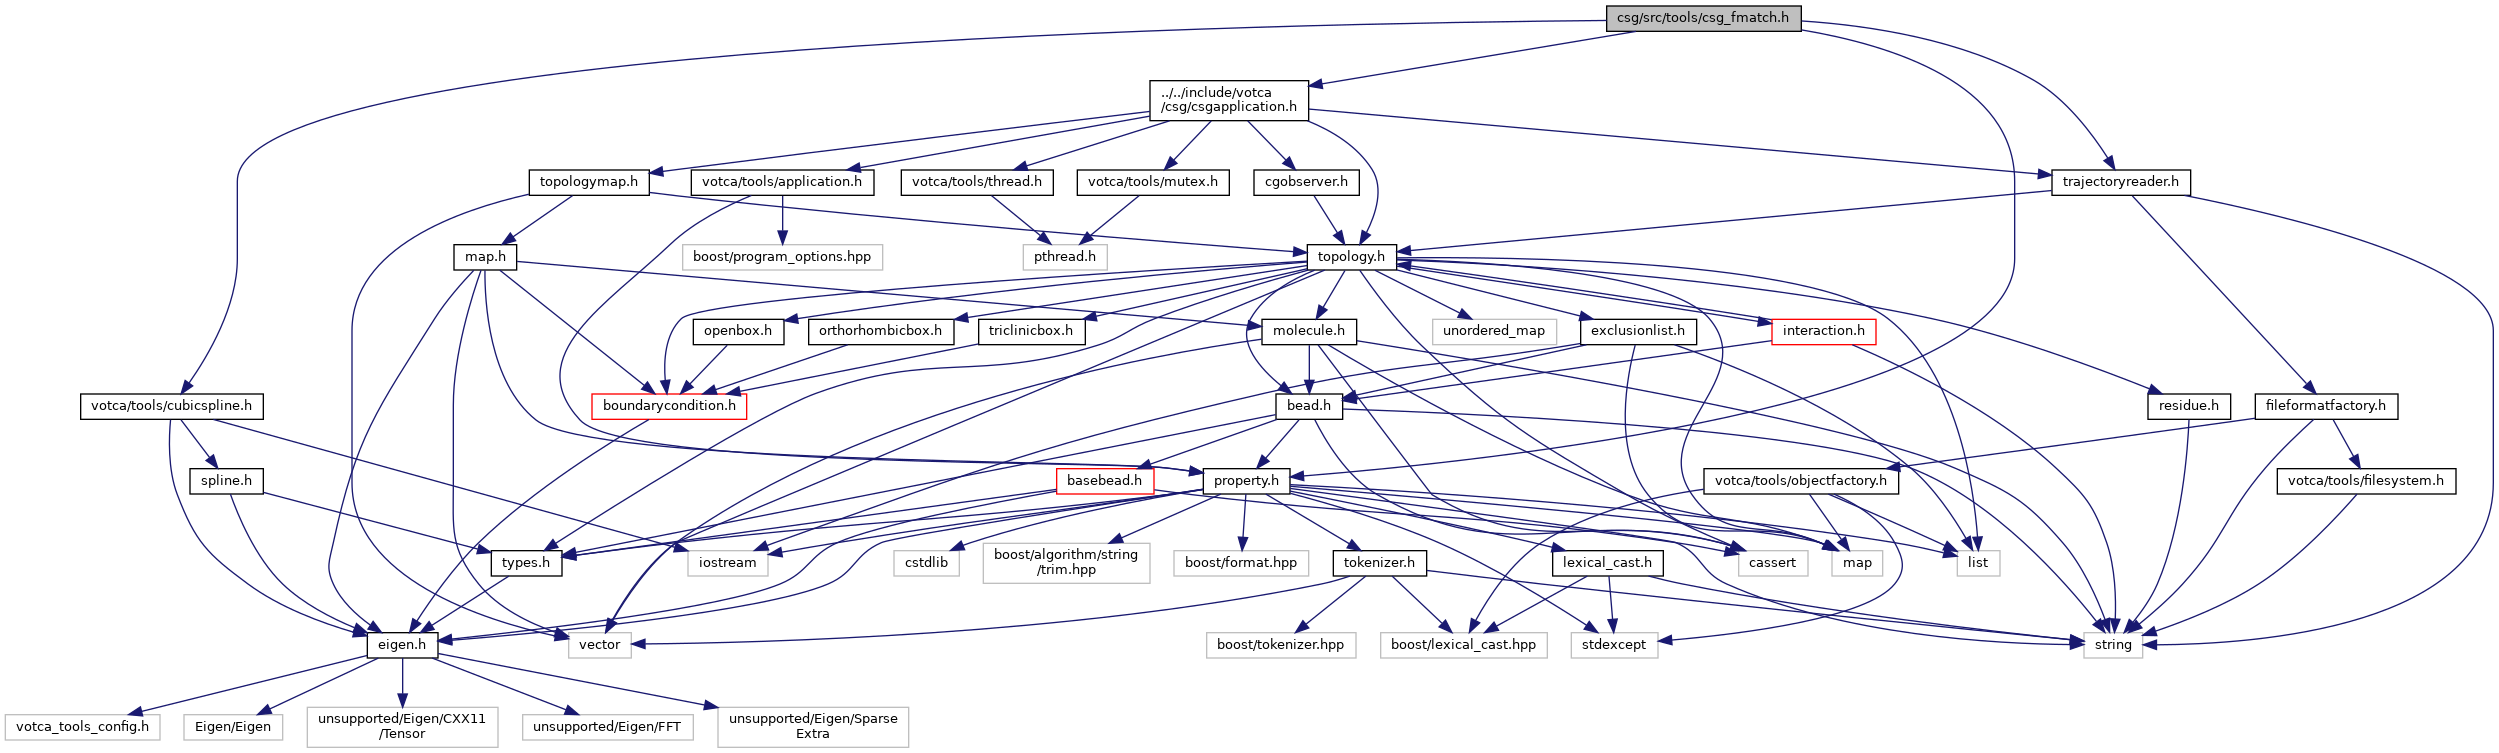 csg/src/tools/csg_fmatch.h
../../include/votca
/csg/csgapplication.h
topologymap.h
votca/tools/application.h
votca/tools/thread.h
votca/tools/mutex.h
cgobserver.h
trajectoryreader.h
map.h
boost/program_options.hpp
pthread.h
topology.h
openbox.h
orthorhombicbox.h
triclinicbox.h
molecule.h
unordered_map
exclusionlist.h
interaction.h
votca/tools/cubicspline.h
boundarycondition.h
bead.h
residue.h
fileformatfactory.h
spline.h
basebead.h
property.h
votca/tools/objectfactory.h
votca/tools/filesystem.h
types.h
iostream
cstdlib
boost/algorithm/string
/trim.hpp
boost/format.hpp
tokenizer.h
lexical_cast.h
cassert
map
list
eigen.h
vector
boost/tokenizer.hpp
boost/lexical_cast.hpp
stdexcept
string
votca_tools_config.h
Eigen/Eigen
unsupported/Eigen/CXX11
/Tensor
unsupported/Eigen/FFT
unsupported/Eigen/Sparse
Extra